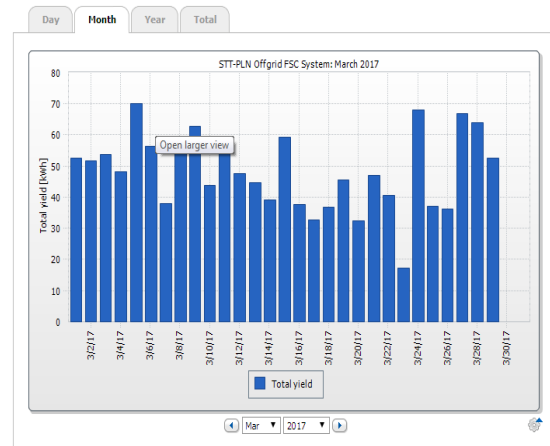 Day Month Year Total
STT-PLN Offgrid FSC System: March 2017
Total yield [kWh]
80
70
60
50
40
30
20
10
0
Open larger view
3/2/17 3/4/17 3/6/17 3/8/17 3/10/17 3/12/17 3/14/17 3/16/17 3/18/17 3/20/17 3/22/17 3/24/17 3/26/17 3/28/17 3/30/17
Total yield
Mar 2017